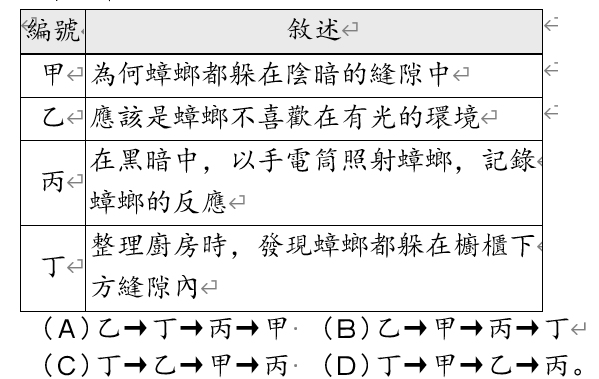 編號 敘述
甲 為何蟑螂都躲在陰暗的縫隙中
乙 應該是蟑螂不喜歡在有光的環境
丙 在黑暗中，以手電筒照射蟑螂，記錄
蟑螂的反應
丁 整理廚房時，發現蟑螂都躲在櫥櫃下
方縫隙內
(A)乙➜丁➜丙➜甲 (B)乙➜甲➜丙➜丁
(C)丁➜乙➜甲➜丙 (D)丁➜甲➜乙➜丙。